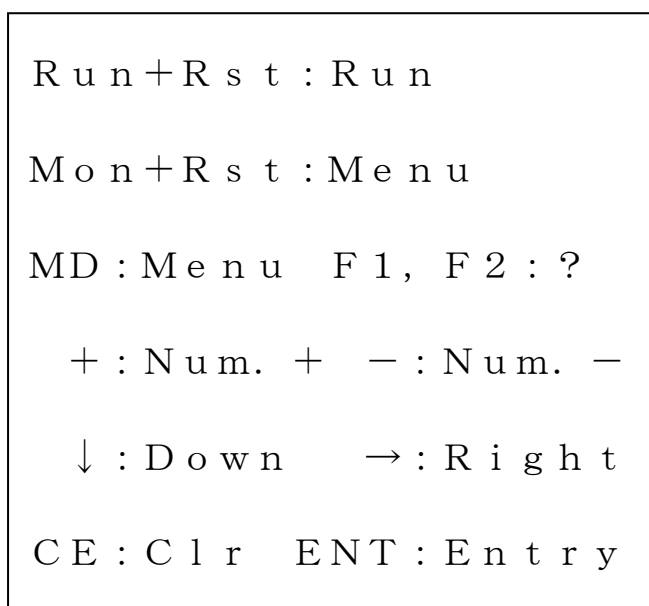 Run+Rst:Run
Mon+Rst:Menu
MD:Menu F1, F2:?
+:Num. + −:Num. −
↓:Down →:Right
CE:Clr ENT:Entry